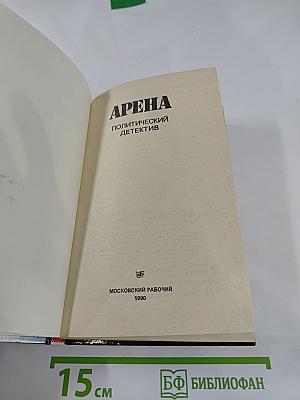 АРЕНА
ПОЛИТИЧЕСКИЙ
ДЕТЕКТИВ
МОСКОВСКИЙ РАБОЧИЙ
1990
15 см
БФ БИБЛИОФАН